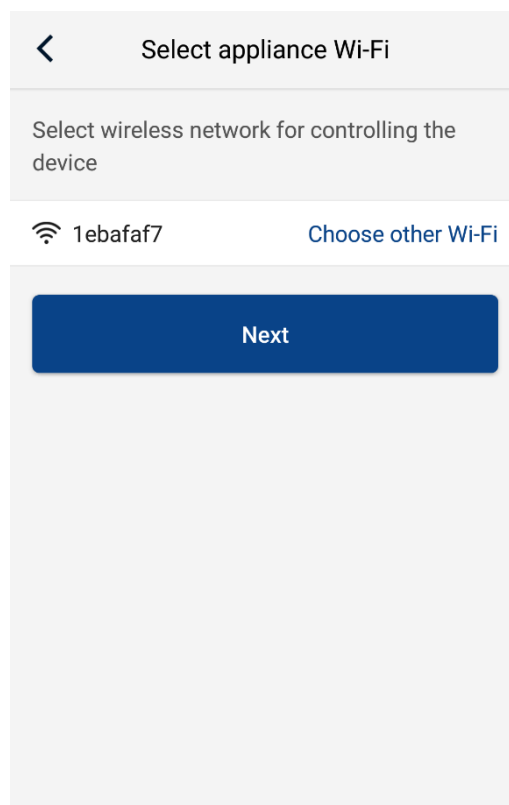 Select appliance Wi-Fi
Select wireless network for controlling the
device
1ebafaf7 Choose other Wi-Fi
Next